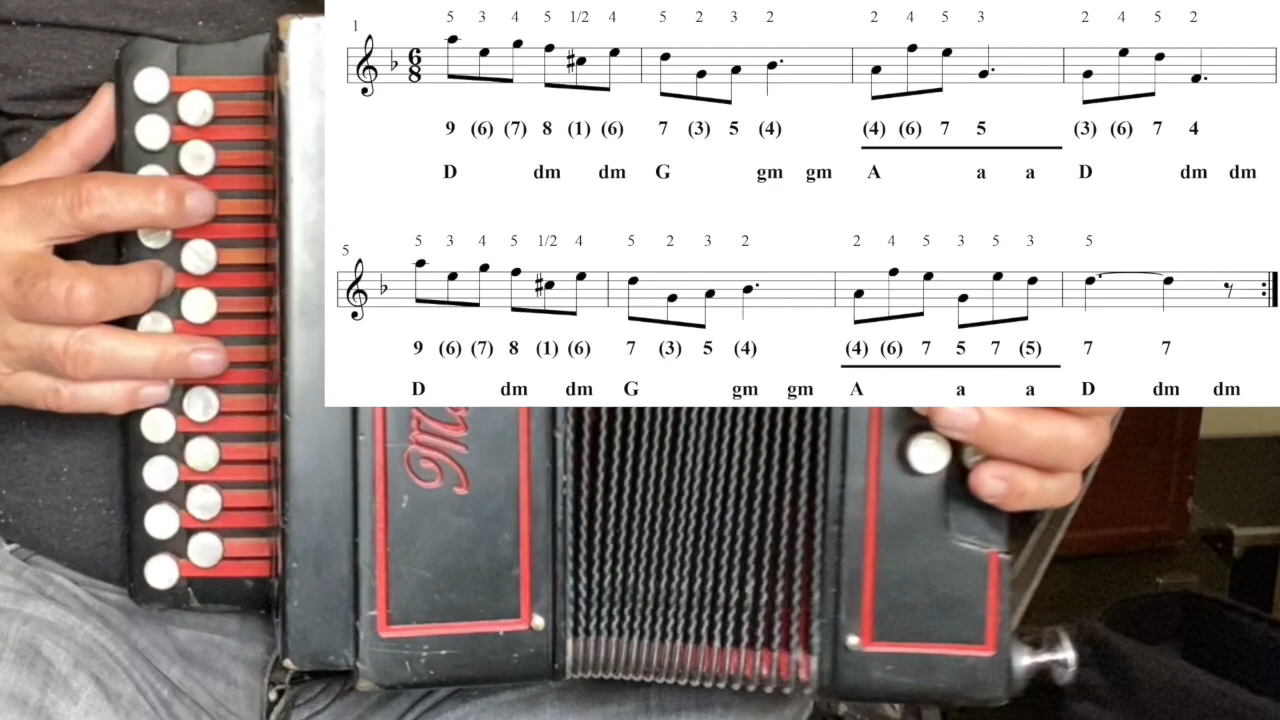 5 3 4 5 1/2 4 5 2 3 2 2 4 5 3 2 4 5 2
1
6
8
9 (6) (7) 8 (1) (6) 7 (3) 5 (4) (4) (6) 7 5 (3) (6) 7 4
D dm dm G gm gm A a a D dm dm
5 3 4 5 1/2 4 5 2 3 2 2 4 5 3 5 3 5
5
9 (6) (7) 8 (1) (6) 7 (3) 5 (4) (4) (6) 7 5 7 (5) 7 7
D dm dm G gm gm A a a D dm dm